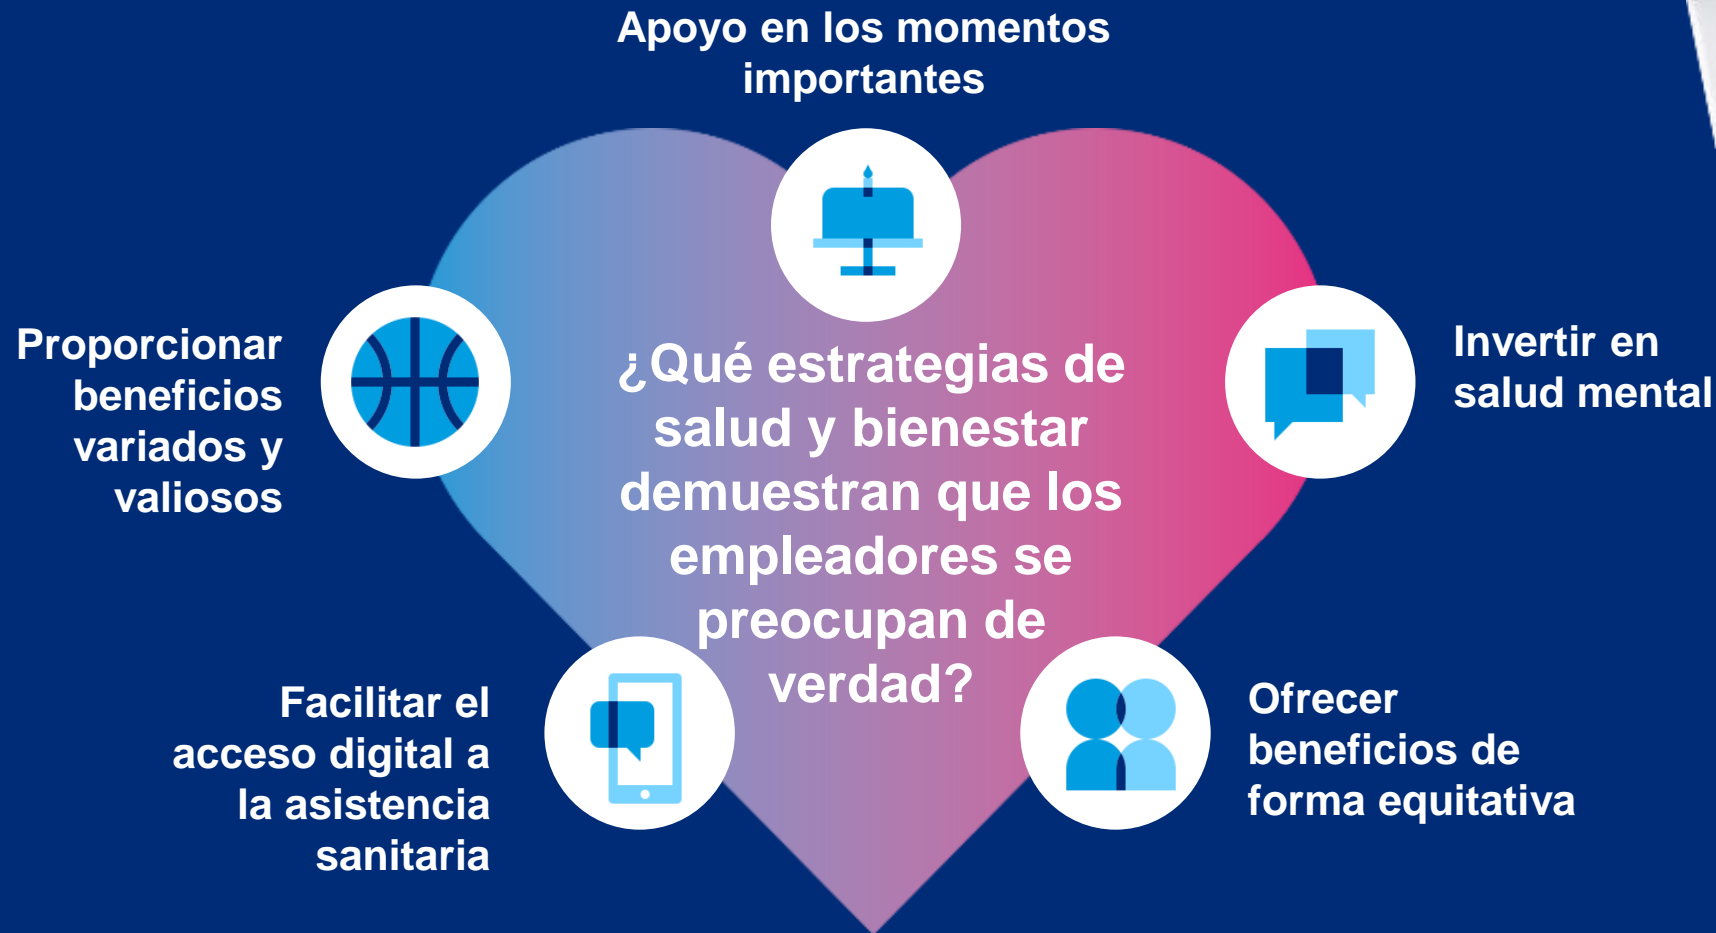 Apoyo en los momentos
importantes
¿Qué estrategias de
salud y bienestar
demuestran que los
empleadores se
preocupan de
verdad?
Proporcionar
beneficios
variados y
valiosos
Invertir en
salud mental
Facilitar el
acceso digital a
la asistencia
sanitaria
Ofrecer
beneficios de
forma equitativa